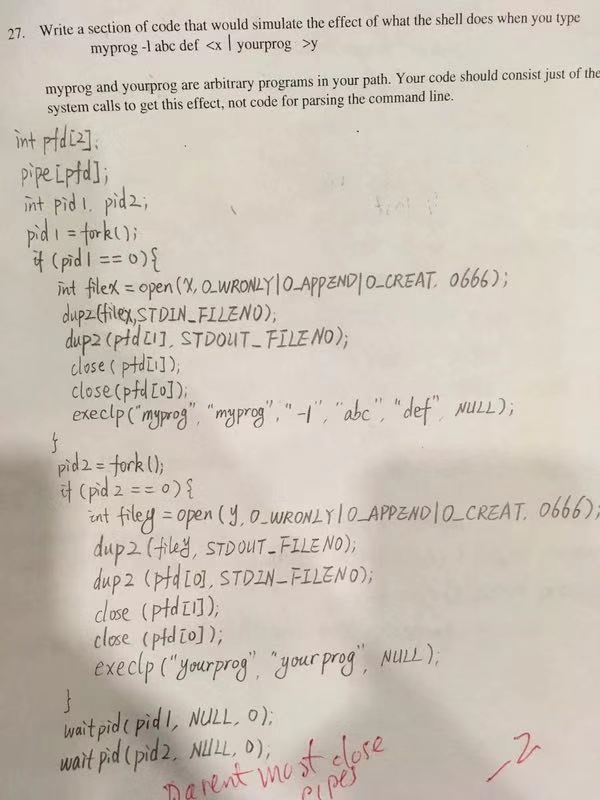 27. Write a section of code that would simulate the effect of what the shell does when you type
myprog -l abc def <x | yourprog >y
myprog and yourprog are arbitrary programs in your path. Your code should consist just of the
system calls to get this effect, not code for parsing the command line.
int pfd[2];
pipe[pfd];
int pid1, pid2;
pid1 = fork();
if (pid1 == 0){
int filex = open(X, O_WRONLY|O_APPEND|O_CREAT, 0666);
dup2(filex,STDIN_FILENO);
dup2(pfd[1], STDOUT_FILENO);
close(pfd[1]);
close(pfd[0]);
execlp("myprog", "myprog", "-l", "abc", "def", NULL);
}
pid2 = fork();
if (pid2 == 0){
int filey = open(y, O_WRONLY|O_APPEND|O_CREAT, 0666);
dup2(filey, STDOUT_FILENO);
dup2 (pfd[0], STDIN_FILENO);
close (pfd[1]);
close (pfd[0]);
execlp("yourprog", "yourprog", NULL);
}
waitpid(pid1, NULL, 0);
waitpid(pid2, NULL, 0);
Parent most close
pipes
-2